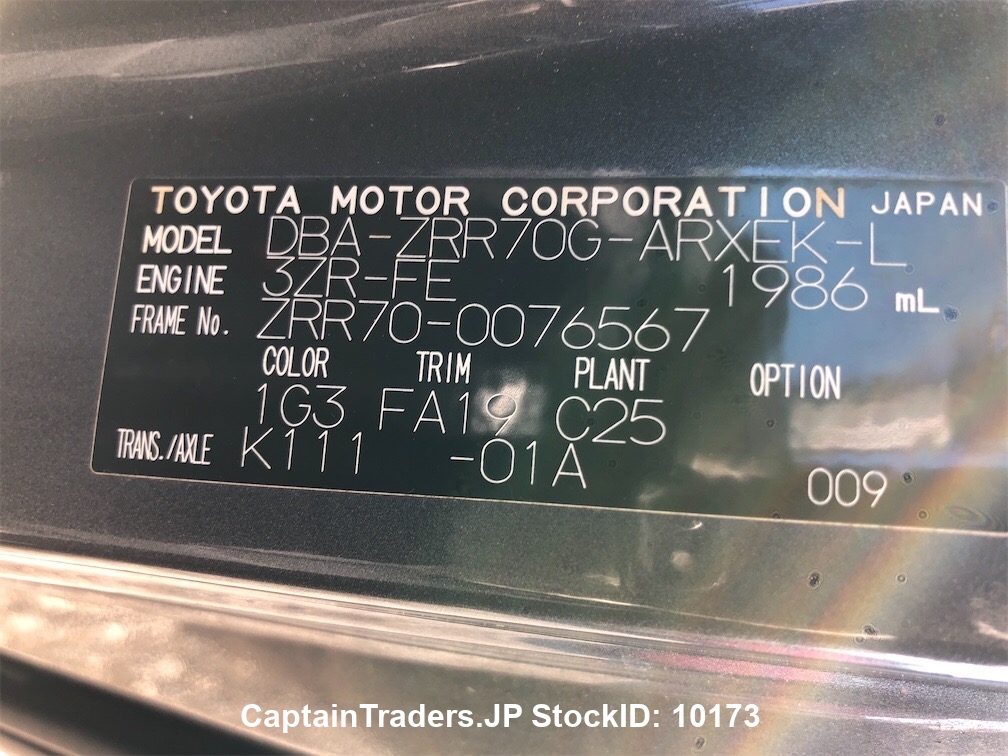 TOYOTA MOTOR CORPORATION JAPAN
MODEL DBA-ZRR70G-ARXEK-L
ENGINE 3ZR-FE 1986 mL
FRAME No. ZRR70-0076567
COLOR TRIM PLANT OPTION
1G3 FA19 C25
TRANS./AXLE K111 -01A 009
CaptainTraders.JP StockID: 10173